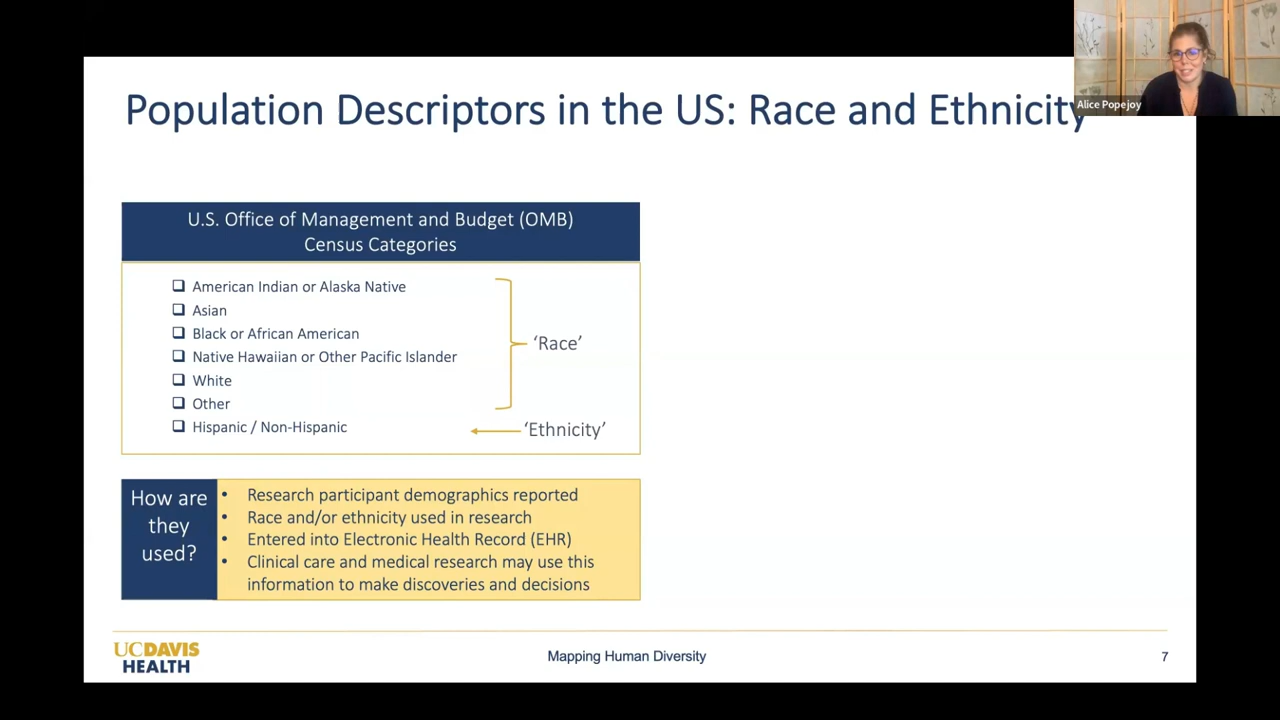 Population Descriptors in the US: Race and Ethnicity
Alice Popejoy
U.S. Office of Management and Budget (OMB)
Census Categories
American Indian or Alaska Native
Asian
Black or African American
Native Hawaiian or Other Pacific Islander
White
Other
Hispanic / Non-Hispanic
‘Race’
‘Ethnicity’
How are
they
used?
• Research participant demographics reported
• Race and/or ethnicity used in research
• Entered into Electronic Health Record (EHR)
• Clinical care and medical research may use this
information to make discoveries and decisions
UCDAVIS
HEALTH
Mapping Human Diversity
7